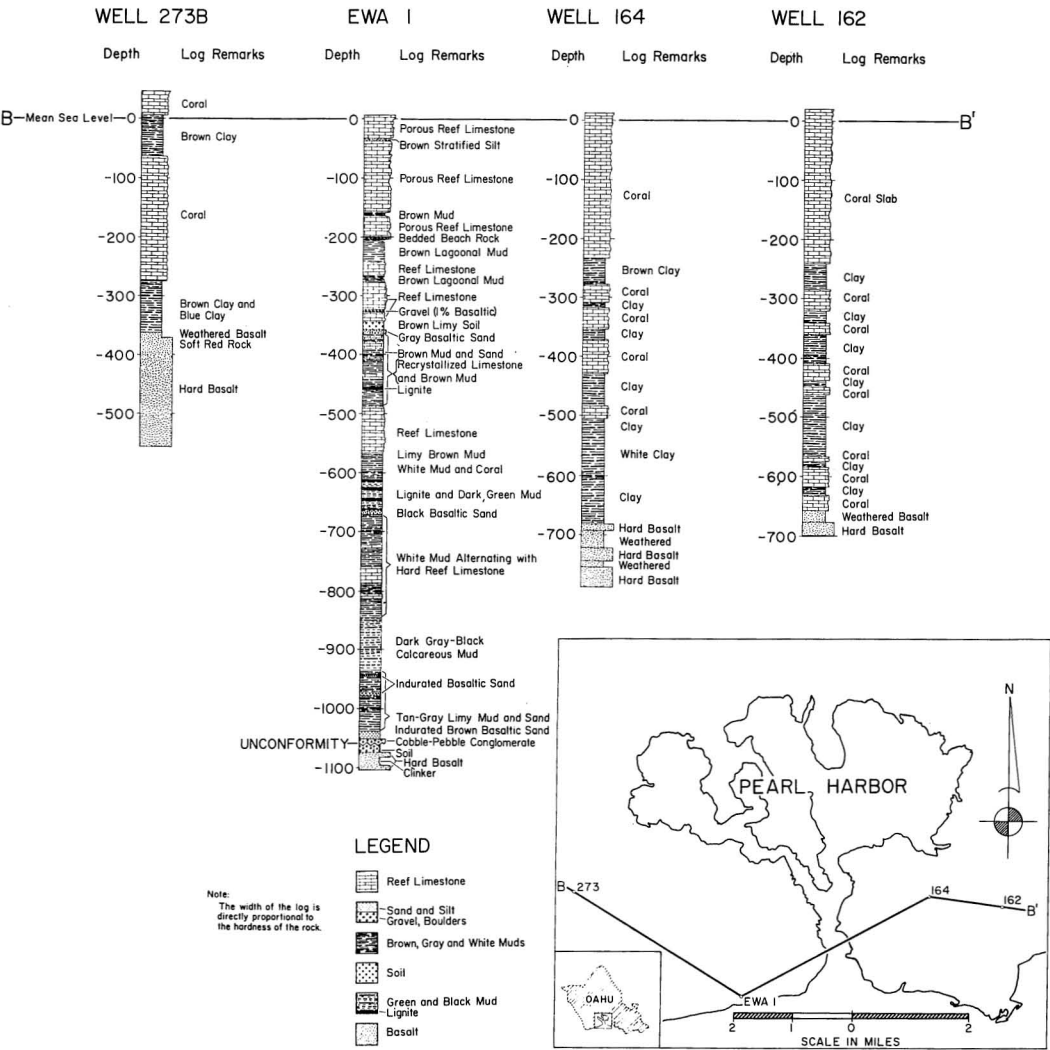 WELL 273B
Depth Log Remarks
B—Mean Sea Level—0
-100
-200
-300
-400
-500
Coral
Brown Clay
Coral
Brown Clay and
Blue Clay
Weathered Basalt
Soft Red Rock
Hard Basalt
EWA 1
Depth Log Remarks
0
-100
-200
-300
-400
-500
-600
-700
-800
-900
-1000
UNCONFORMITY
-1100
Porous Reef Limestone
Brown Stratified Silt
Porous Reef Limestone
Brown Mud
Porous Reef Limestone
Bedded Beach Rock
Brown Lagoonal Mud
Reef Limestone
Brown Lagoonal Mud
Reef Limestone
Gravel (1% Basaltic)
Brown Limy Soil
Gray Basaltic Sand
Brown Mud and Sand
Recrystallized Limestone
and Brown Mud
Lignite
Reef Limestone
Limy Brown Mud
White Mud and Coral
Lignite and Dark, Green Mud
Black Basaltic Sand
White Mud Alternating with
Hard Reef Limestone
Dark Gray-Black
Calcareous Mud
Indurated Basaltic Sand
Tan-Gray Limy Mud and Sand
Indurated Brown Basaltic Sand
Cobble-Pebble Conglomerate
Soil
Hard Basalt
Clinker
WELL 164
Depth Log Remarks
0
-100
-200
-300
-400
-500
-600
-700
Coral
Brown Clay
Coral
Clay
Coral
Clay
Coral
Clay
Coral
Clay
White Clay
Clay
Hard Basalt
Weathered
Hard Basalt
Weathered
Hard Basalt
WELL 162
Depth Log Remarks
0
B'
-100
-200
-300
-400
-500
-600
-700
Coral Slab
Clay
Coral
Clay
Coral
Clay
Coral
Clay
Coral
Clay
Coral
Clay
Coral
Clay
Coral
Weathered Basalt
Hard Basalt
Note:
The width of the log is
directly proportional to
the hardness of the rock.
LEGEND
Reef Limestone
Sand and Silt
Gravel, Boulders
Brown, Gray and White Muds
Soil
Green and Black Mud
Lignite
Basalt
N
PEARL HARBOR
B 273
164
162
B'
EWA 1
OAHU
2 1 0 2
SCALE IN MILES